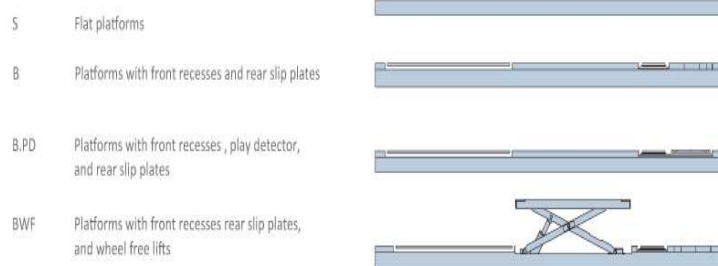 S Flat platforms
B Platforms with front recesses and rear slip plates
B.PD Platforms with front recesses , play detector,
and rear slip plates
BWF Platforms with front recesses rear slip plates,
and wheel free lifts